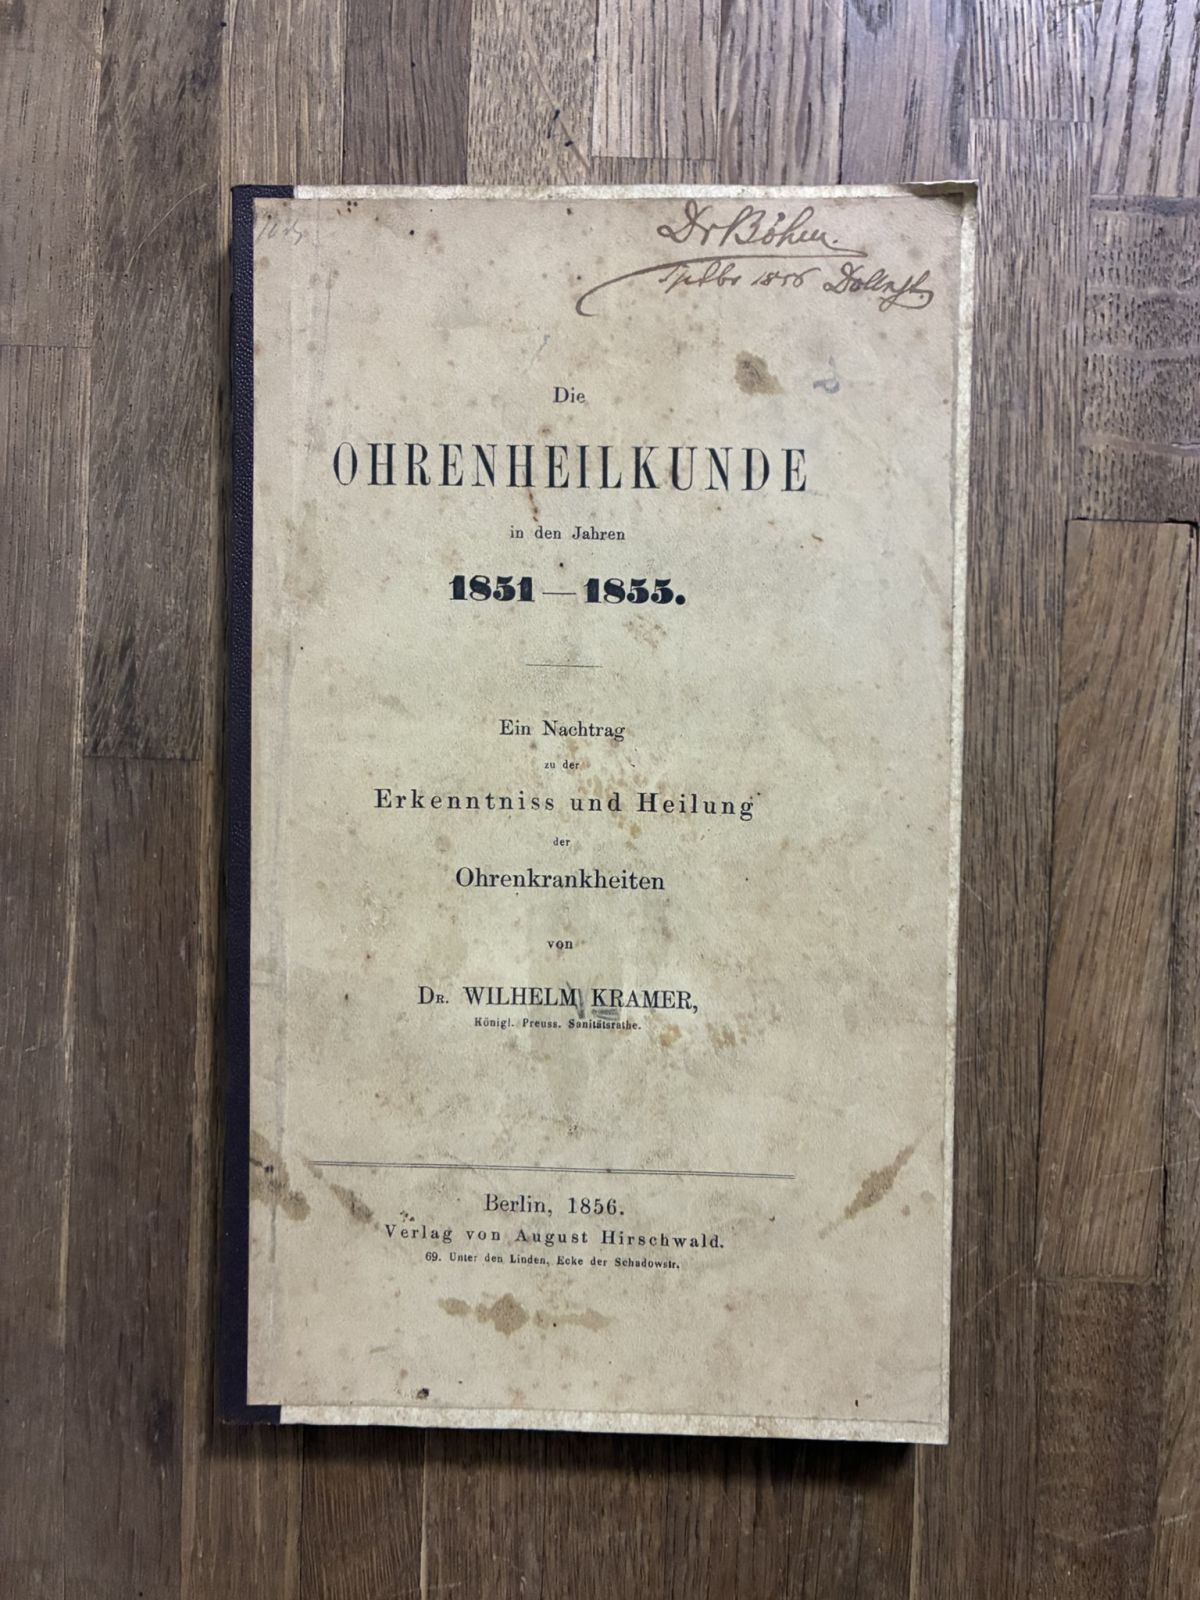 Dr Böhm.
1856
Die
OHRENHEILKUNDE
in den Jahren
1851—1855.
Ein Nachtrag
zu der
Erkenntniss und Heilung
der
Ohrenkrankheiten
von
DR. WILHELM KRAMER,
Königl. Preuss. Sanitätsrathe.
Berlin, 1856.
Verlag von August Hirschwald.
69. Unter den Linden, Ecke der Schadowstr.